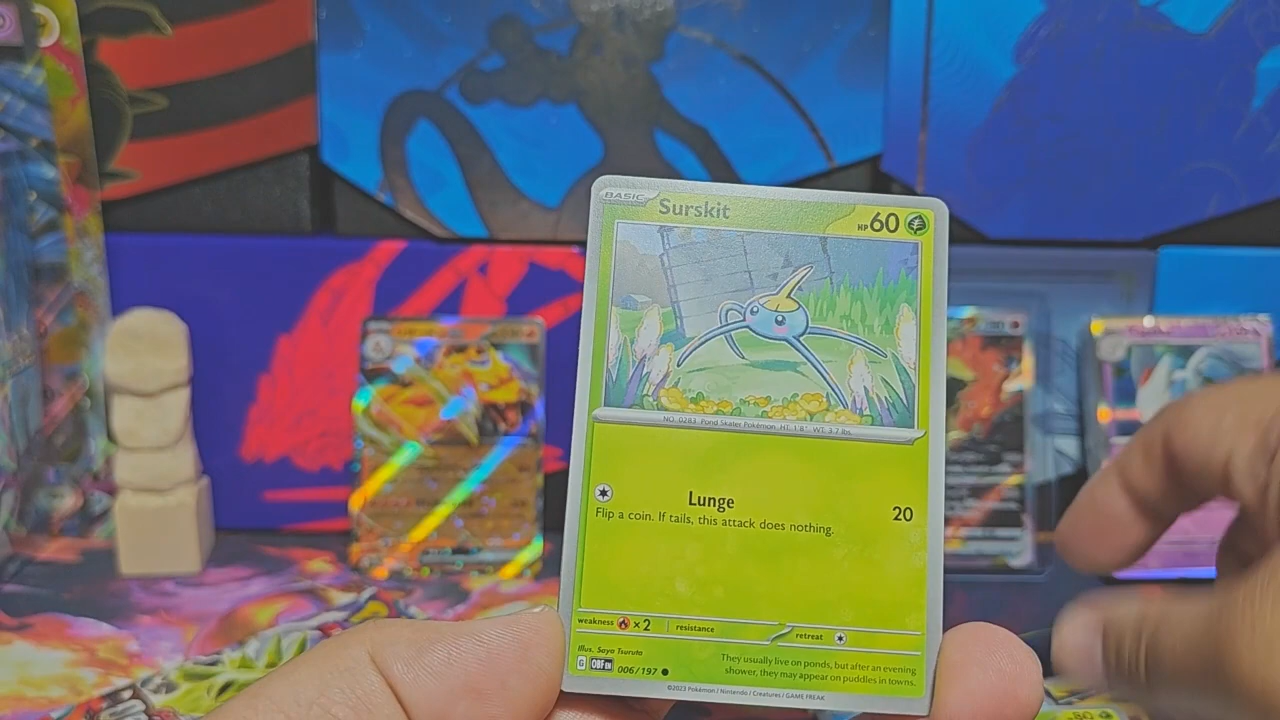 BASIC
Surskit
HP 60
NO. 0283 Pond Skater Pokémon HT: 1'8" WT: 3.7 lbs.
Lunge 20
Flip a coin. If tails, this attack does nothing.
weakness ×2 resistance retreat
Illus. Saya Tsuruta
G OBF EN 006/197
They usually live on ponds, but after an evening
shower, they may appear on puddles in towns.
©2023 Pokémon / Nintendo / Creatures / GAME FREAK